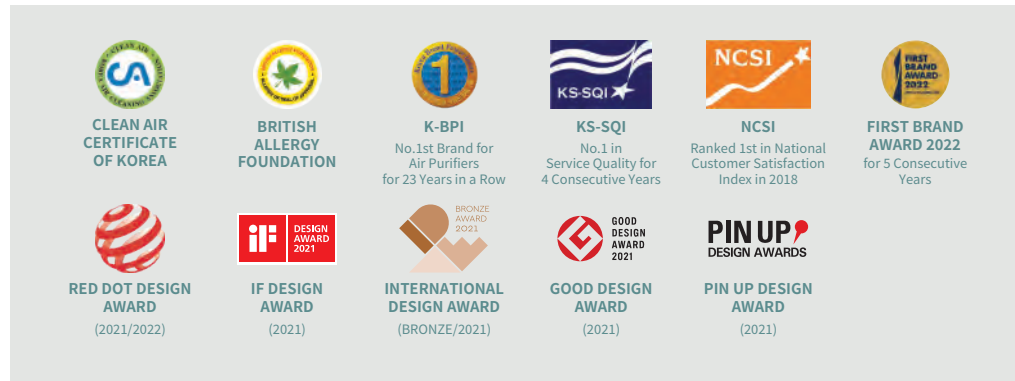 CLEAN AIR
CA
CLEAN AIR
CERTIFICATE
OF KOREA
BRITISH
ALLERGY
FOUNDATION
1
K-BPI
No.1st Brand for
Air Purifiers
for 23 Years in a Row
KS-SQI
KS-SQI
No.1 in
Service Quality for
4 Consecutive Years
NCSI
NCSI
Ranked 1st in National
Customer Satisfaction
Index in 2018
FIRST
BRAND
AWARD
2022
FIRST BRAND
AWARD 2022
for 5 Consecutive
Years
RED DOT DESIGN
AWARD
(2021/2022)
iF
DESIGN
AWARD
2021
IF DESIGN
AWARD
(2021)
BRONZE
AWARD
2021
INTERNATIONAL
DESIGN AWARD
(BRONZE/2021)
GOOD
DESIGN
AWARD
2021
GOOD DESIGN
AWARD
(2021)
PIN UP
DESIGN AWARDS
PIN UP DESIGN
AWARD
(2021)